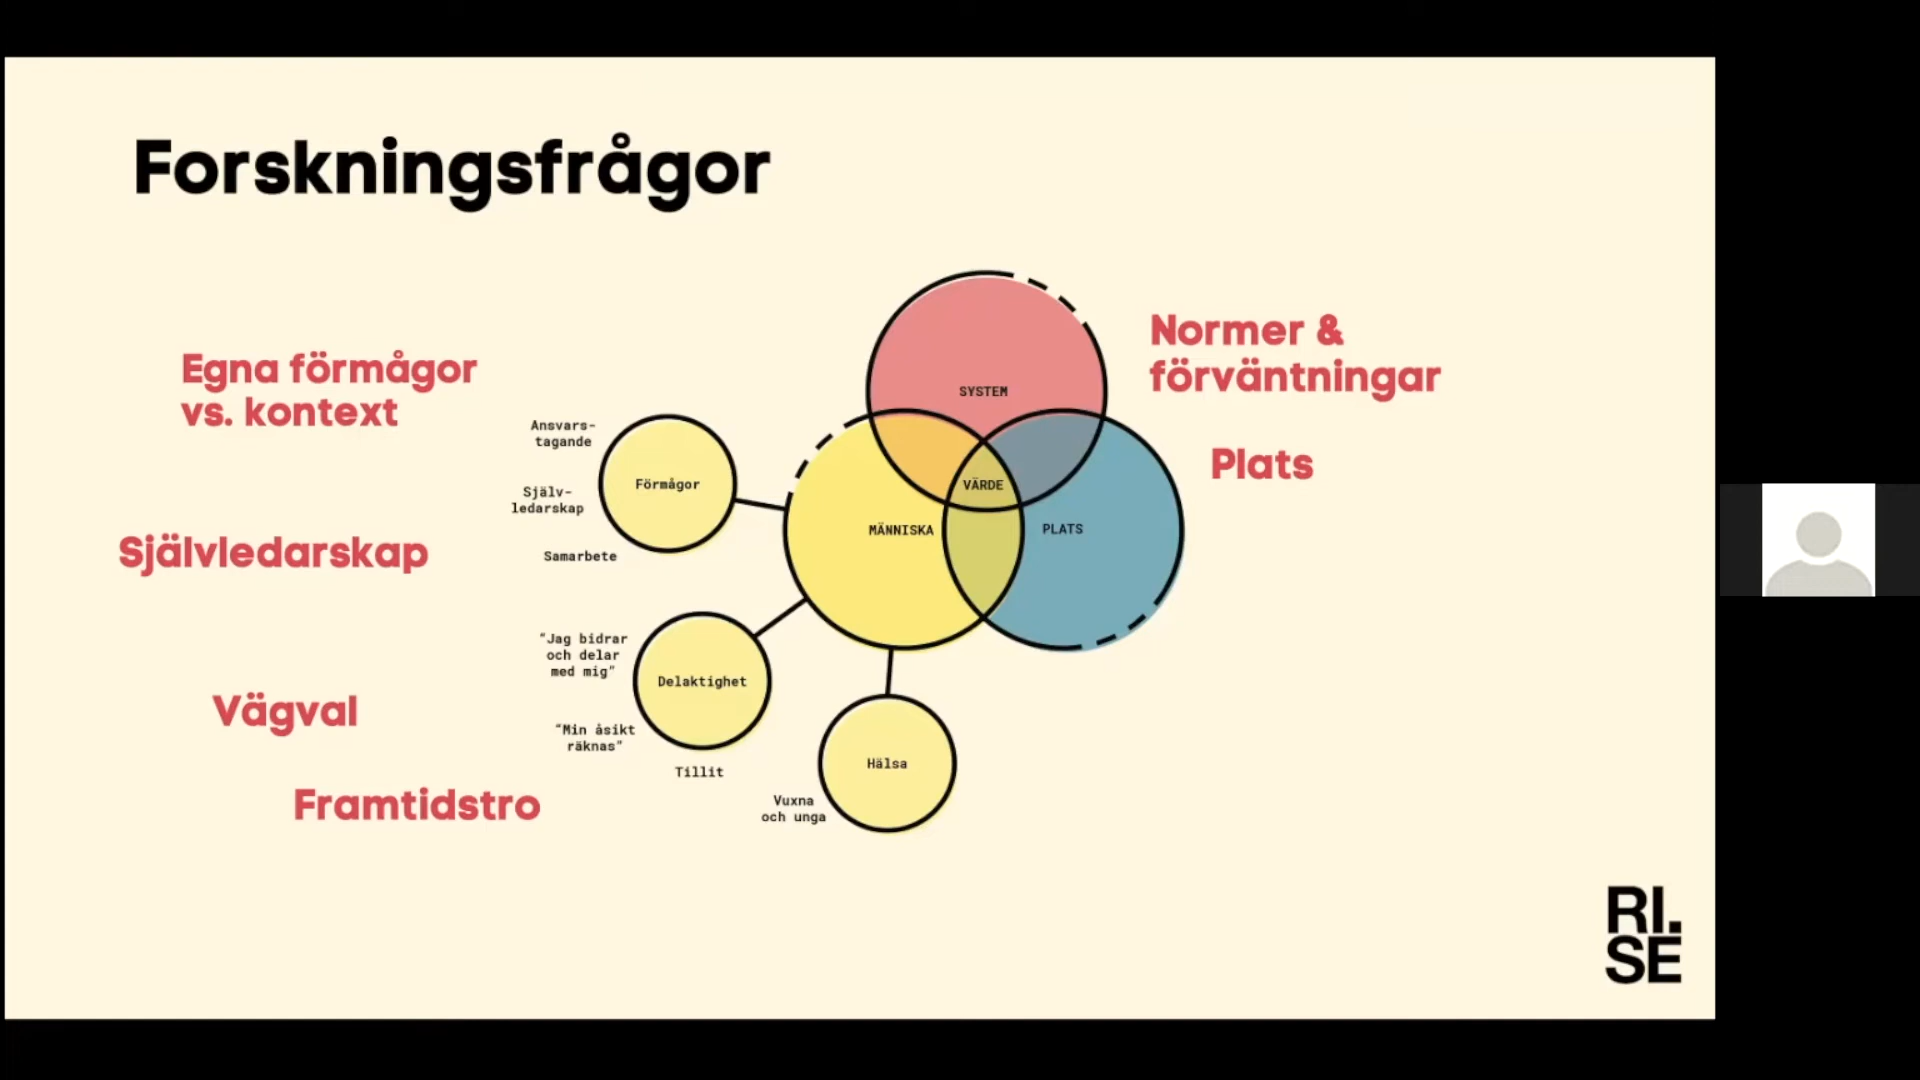 Forskningsfrågor
Egna förmågor
vs. kontext
Självledarskap
Vägval
Framtidstro
Ansvars-
tagande
Själv-
ledarskap
Samarbete
Förmågor
“Jag bidrar
och delar
med mig”
“Min åsikt
räknas”
Tillit
Delaktighet
Vuxna
och unga
Hälsa
SYSTEM
VÄRDE
MÄNNISKA
PLATS
Normer &
förväntningar
Plats
RI.
SE